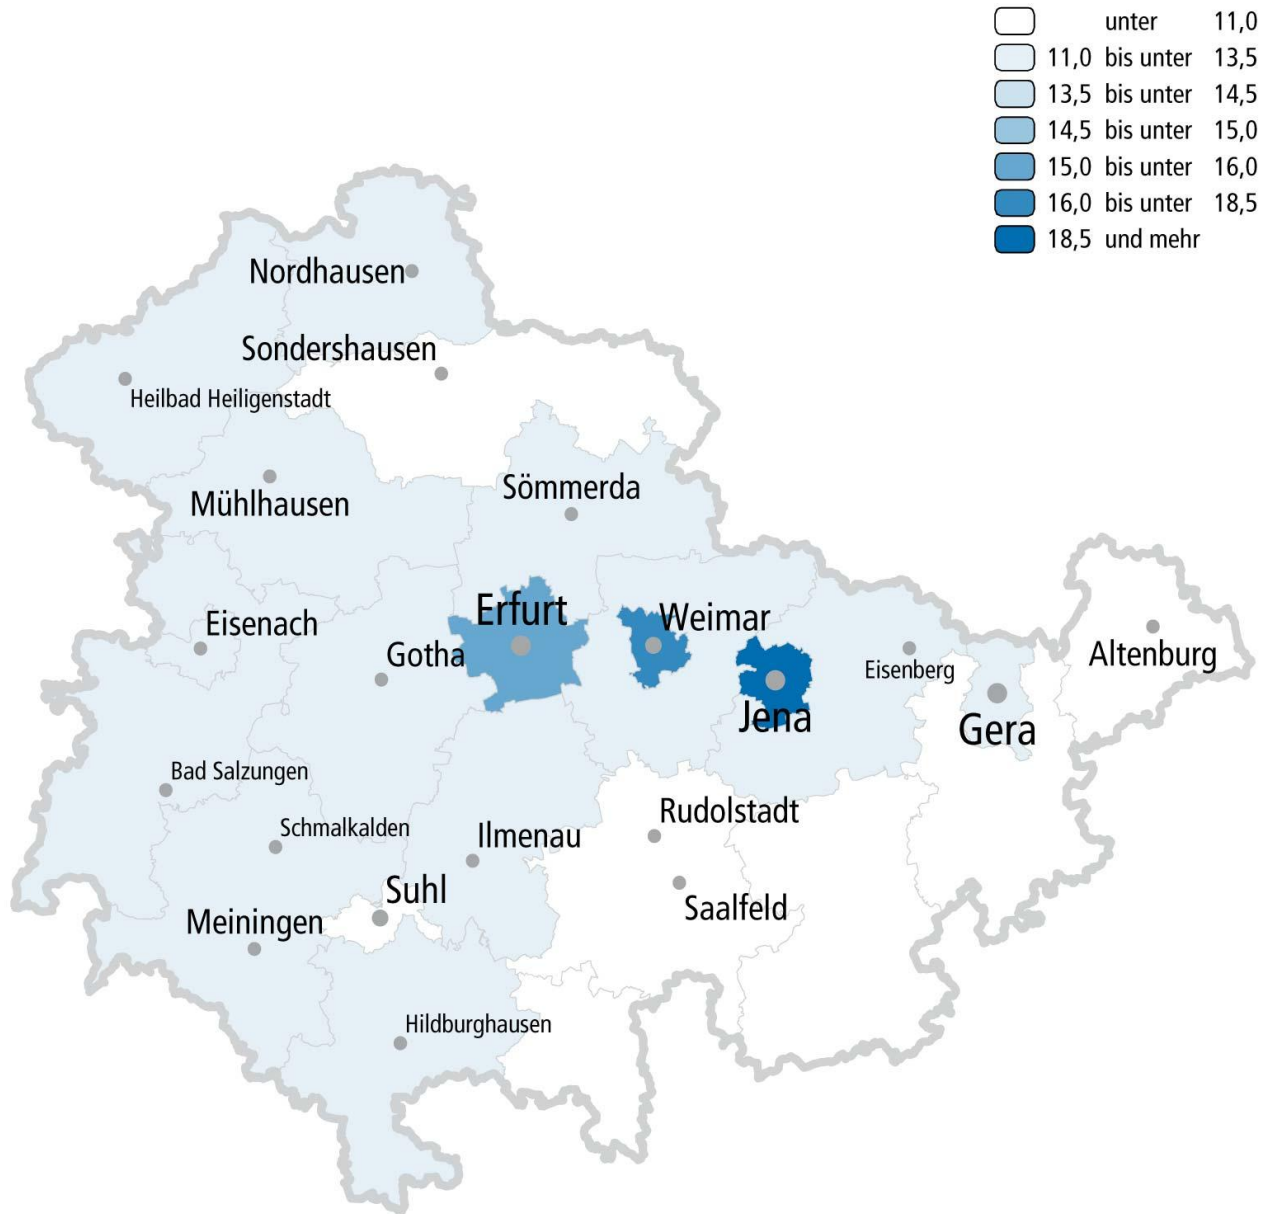 unter 11,0
11,0 bis unter 13,5
13,5 bis unter 14,5
14,5 bis unter 15,0
15,0 bis unter 16,0
16,0 bis unter 18,5
18,5 und mehr
Nordhausen
Sondershausen
Heilbad Heiligenstadt
Mühlhausen
Sömmerda
Erfurt
Weimar
Eisenach
Gotha
Eisenberg
Altenburg
Jena
Gera
Bad Salzungen
Rudolstadt
Schmalkalden
Ilmenau
Suhl
Saalfeld
Meiningen
Hildburghausen